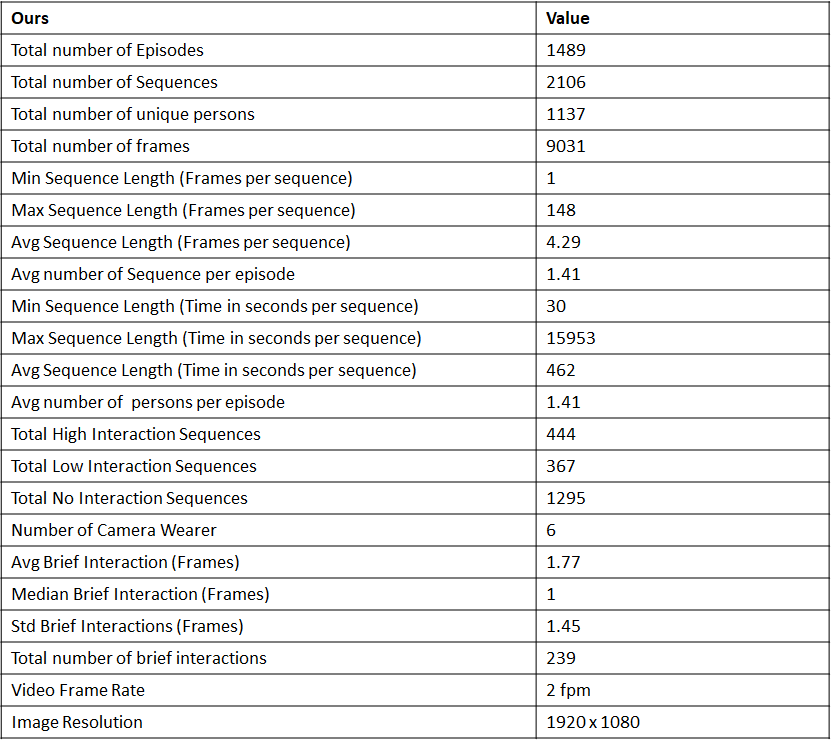 Ours Value
Total number of Episodes 1489
Total number of Sequences 2106
Total number of unique persons 1137
Total number of frames 9031
Min Sequence Length (Frames per sequence) 1
Max Sequence Length (Frames per sequence) 148
Avg Sequence Length (Frames per sequence) 4.29
Avg number of Sequence per episode 1.41
Min Sequence Length (Time in seconds per sequence) 30
Max Sequence Length (Time in seconds per sequence) 15953
Avg Sequence Length (Time in seconds per sequence) 462
Avg number of persons per episode 1.41
Total High Interaction Sequences 444
Total Low Interaction Sequences 367
Total No Interaction Sequences 1295
Number of Camera Wearer 6
Avg Brief Interaction (Frames) 1.77
Median Brief Interaction (Frames) 1
Std Brief Interactions (Frames) 1.45
Total number of brief interactions 239
Video Frame Rate 2 fpm
Image Resolution 1920 x 1080